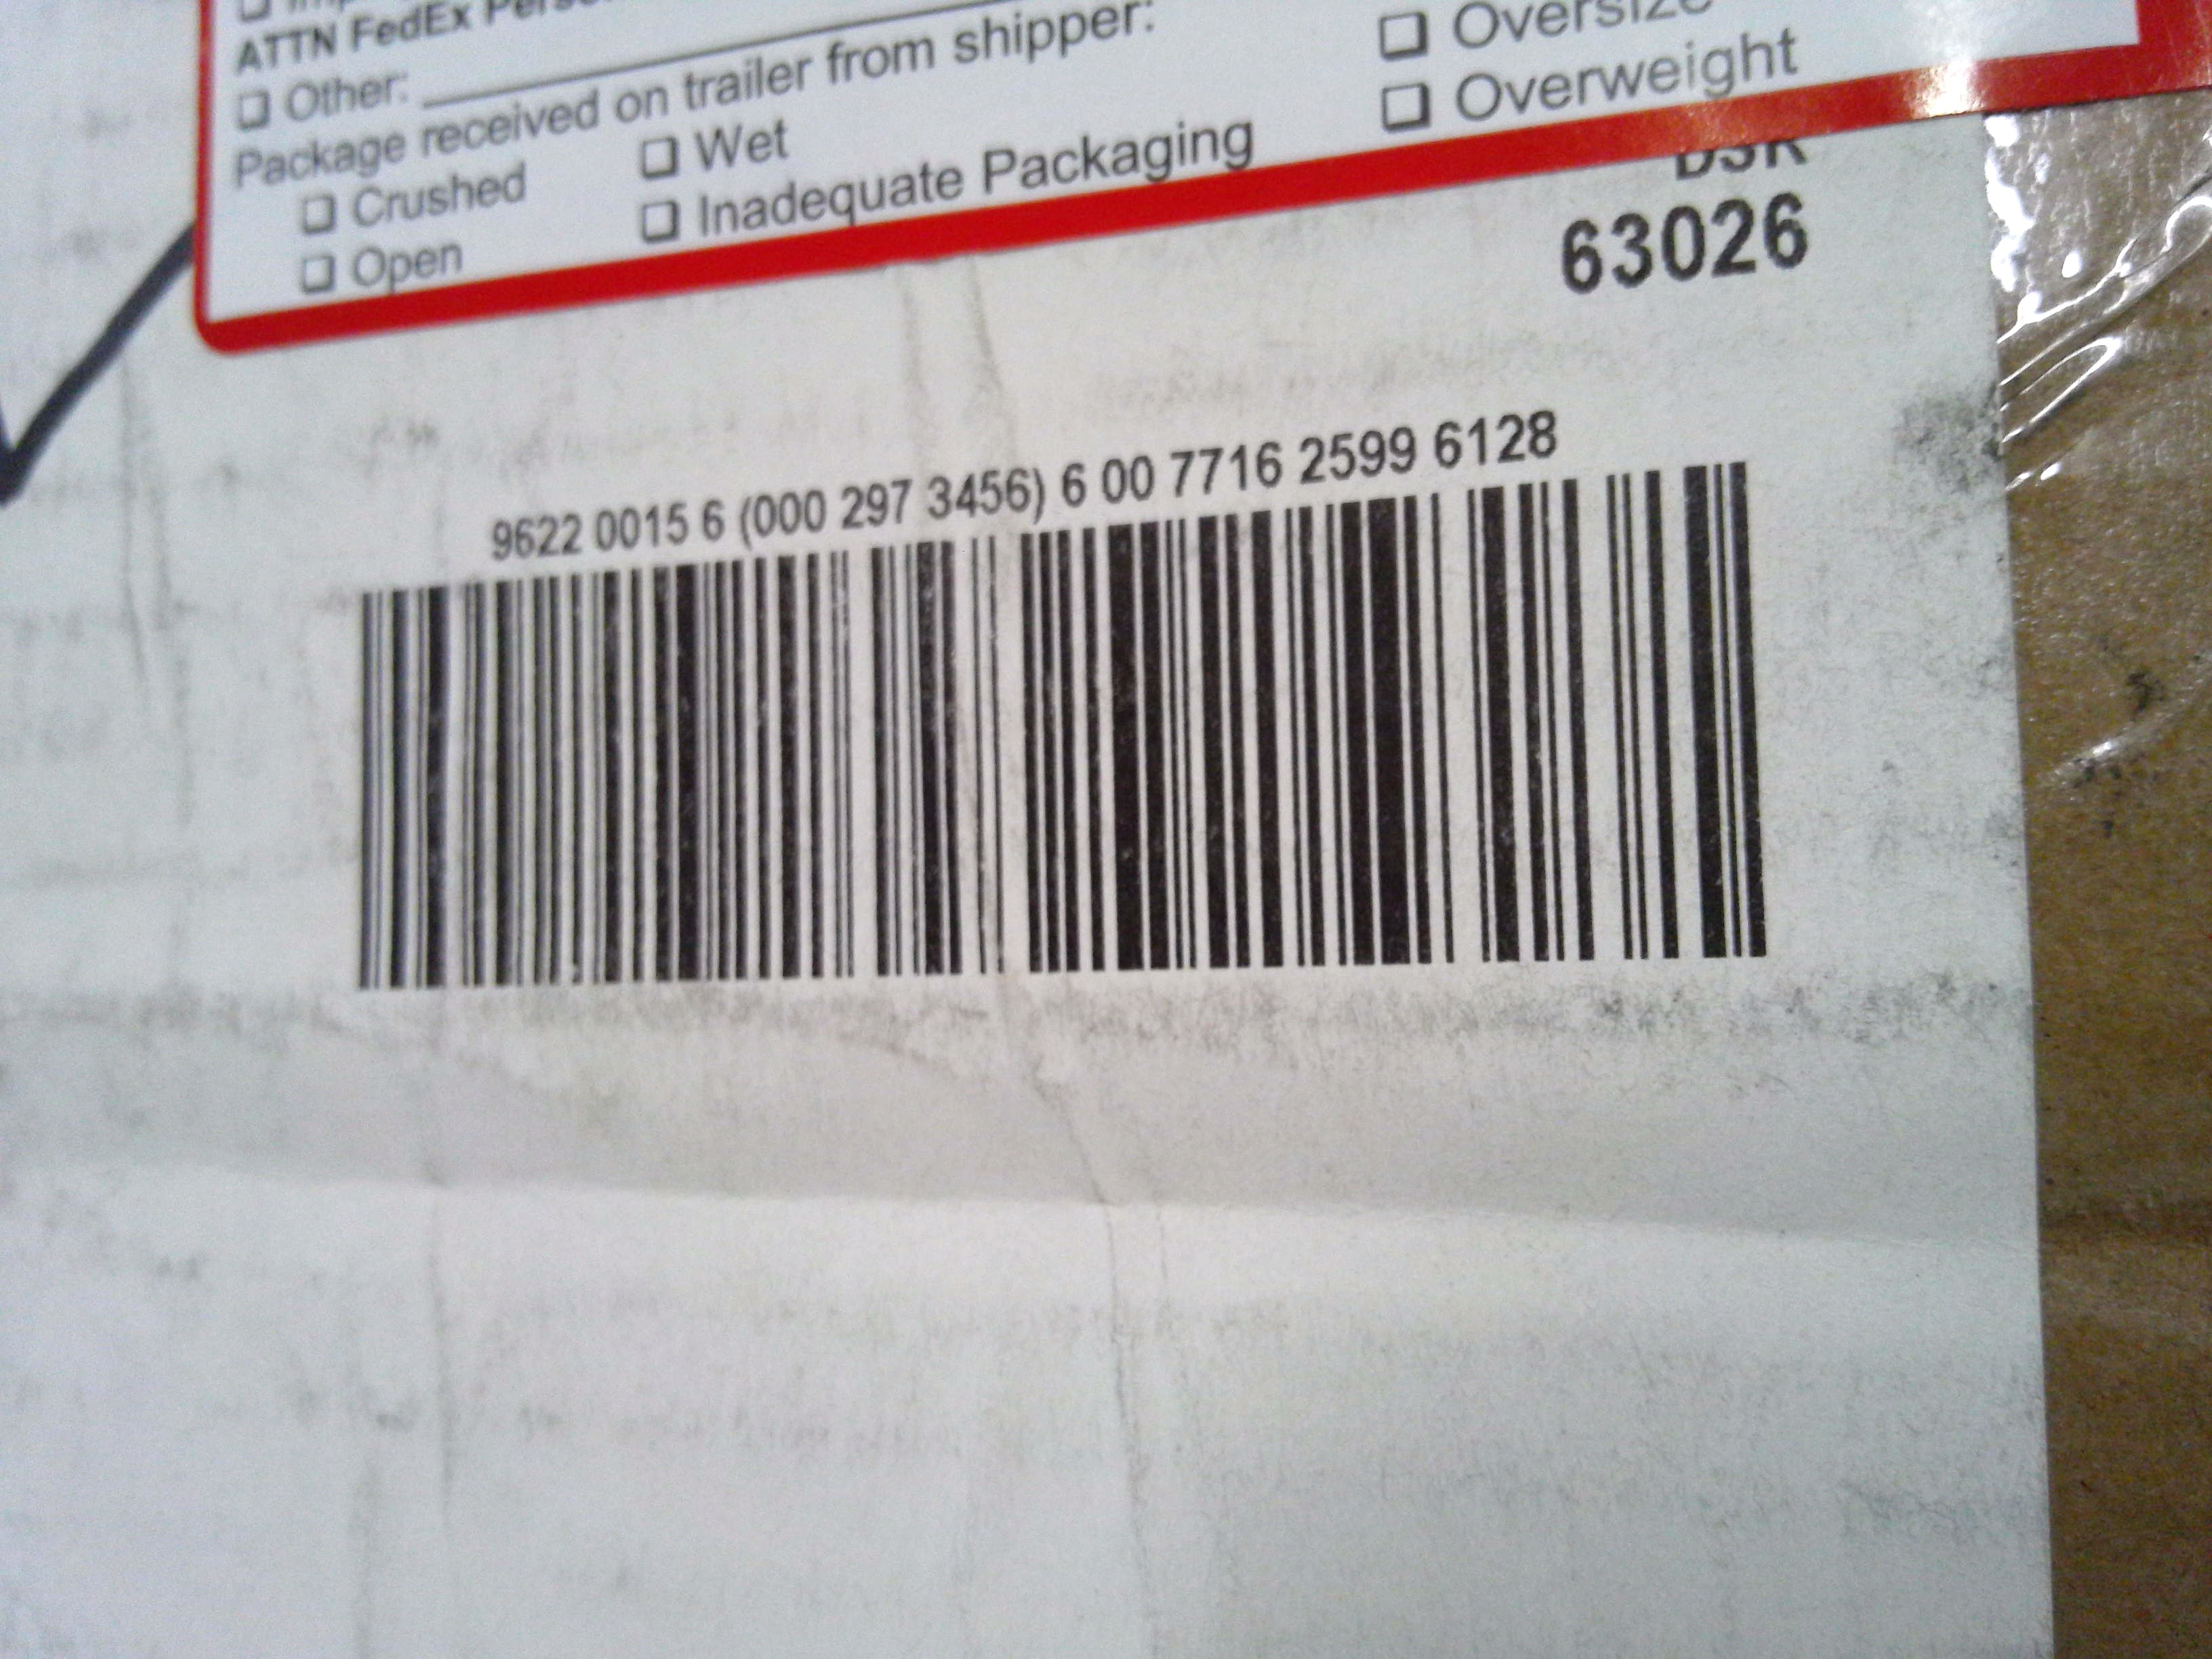 ATTN FedEx
☐ Other:
Package received on trailer from shipper:
☐ Crushed ☐ Wet ☐ Oversize
☐ Open ☐ Inadequate Packaging ☐ Overweight
63026
9622 0015 6 (000 297 3456) 6 00 7716 2599 6128